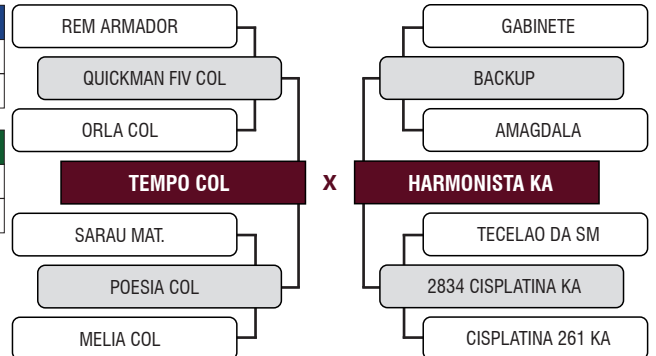 REM ARMADOR
QUICKMAN FIV COL
ORLA COL
TEMPO COL
SARAU MAT.
POESIA COL
MELIA COL
X
GABINETE
BACKUP
AMAGDALA
HARMONISTA KA
TECELAO DA SM
2834 CISPLATINA KA
CISPLATINA 261 KA